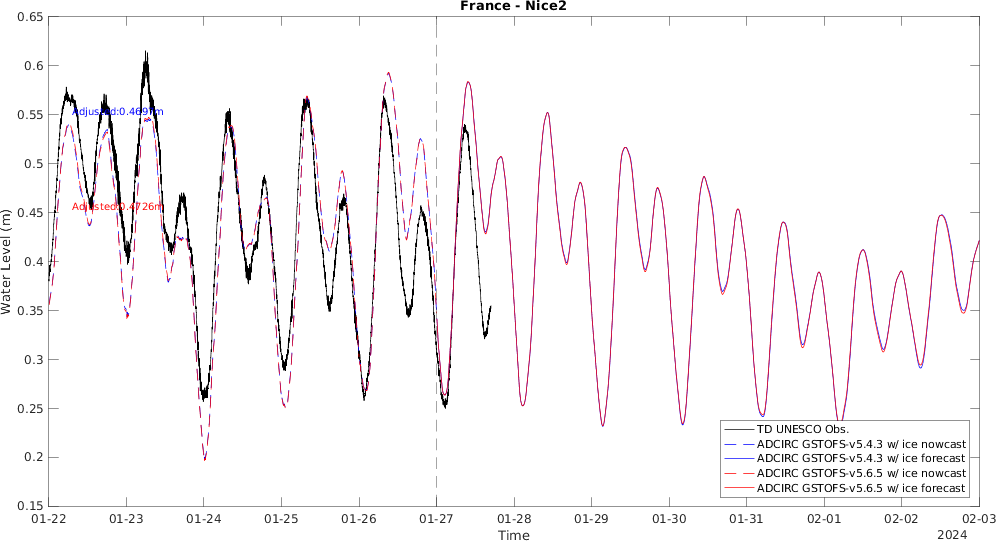 France - Nice2
0.65
0.6
0.55
0.5
0.45
0.4
0.35
0.3
0.25
0.2
0.15
Water Level (m)
Adjusted:0.4697m
Adjusted:0.4726m
TD UNESCO Obs.
ADCIRC GSTOFS-v5.4.3 w/ ice nowcast
ADCIRC GSTOFS-v5.4.3 w/ ice forecast
ADCIRC GSTOFS-v5.6.5 w/ ice nowcast
ADCIRC GSTOFS-v5.6.5 w/ ice forecast
01-22 01-23 01-24 01-25 01-26 01-27 01-28 01-29 01-30 01-31 02-01 02-02 02-03
Time
2024